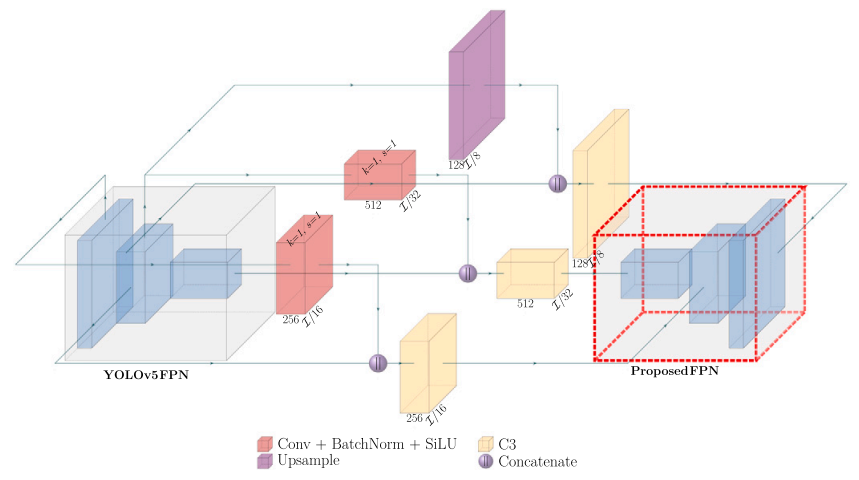 128
I/8
k=1, s=1
512
I/32
k=1, s=1
256
I/16
128
I/8
512
I/32
256
I/16
YOLOv5FPN
ProposedFPN
Conv + BatchNorm + SiLU
C3
Upsample
Concatenate